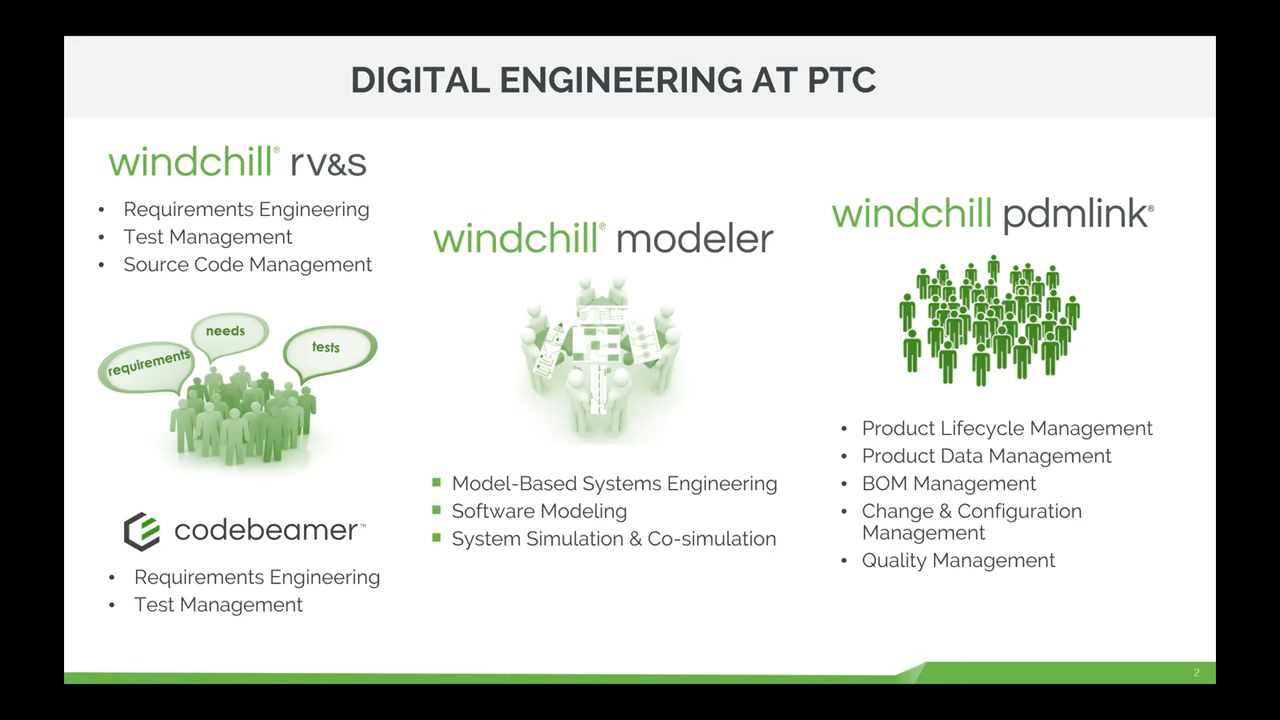 DIGITAL ENGINEERING AT PTC
windchill® rv&s
• Requirements Engineering
• Test Management
• Source Code Management
requirements
needs
tests
codebeamer™
• Requirements Engineering
• Test Management
windchill® modeler
■ Model-Based Systems Engineering
■ Software Modeling
■ System Simulation & Co-simulation
windchill pdmlink®
• Product Lifecycle Management
• Product Data Management
• BOM Management
• Change & Configuration
Management
• Quality Management
2